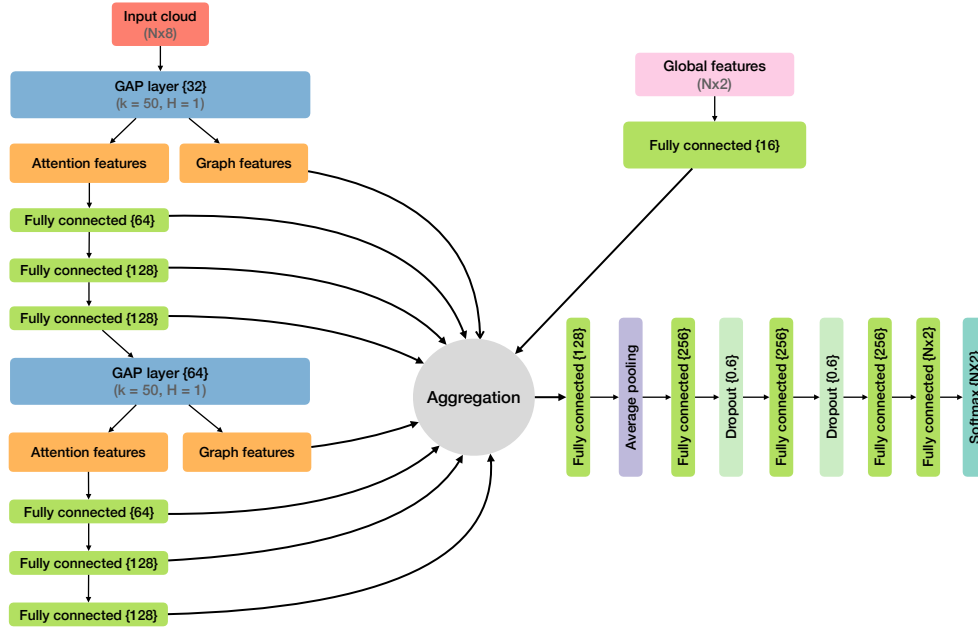 Input cloud
(Nx8)
GAP layer {32}
(k = 50, H = 1)
Attention features
Graph features
Fully connected {64}
Fully connected {128}
Fully connected {128}
GAP layer {64}
(k = 50, H = 1)
Attention features
Graph features
Fully connected {64}
Fully connected {128}
Fully connected {128}
Global features
(Nx2)
Fully connected {16}
Aggregation
Fully connected {128}
Average pooling
Fully connected {256}
Dropout {0.6}
Fully connected {256}
Dropout {0.6}
Fully connected {256}
Fully connected {Nx2}
Softmax {NX2}